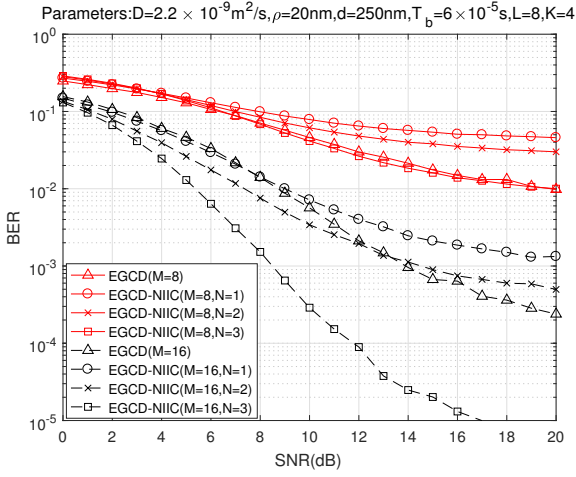 Parameters:D=2.2 × 10⁻⁹m²/s,ρ=20nm,d=250nm,T_b=6×10⁻⁵s,L=8,K=4
10⁰
10⁻¹
10⁻²
10⁻³
10⁻⁴
10⁻⁵
BER
EGCD(M=8)
EGCD-NIIC(M=8,N=1)
EGCD-NIIC(M=8,N=2)
EGCD-NIIC(M=8,N=3)
EGCD(M=16)
EGCD-NIIC(M=16,N=1)
EGCD-NIIC(M=16,N=2)
EGCD-NIIC(M=16,N=3)
0 2 4 6 8 10 12 14 16 18 20
SNR(dB)